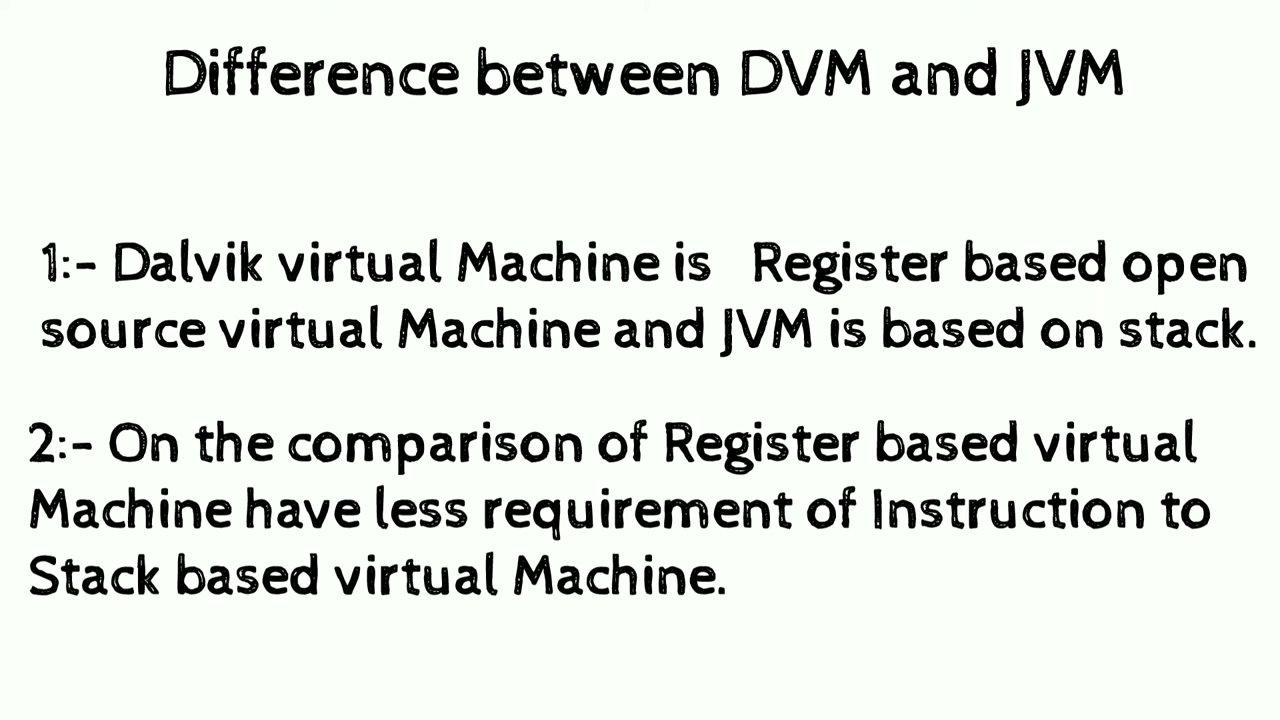 Difference between DVM and JVM
1:- Dalvik virtual Machine is Register based open
source virtual Machine and JVM is based on stack.
2:- On the comparison of Register based virtual
Machine have less requirement of Instruction to
Stack based virtual Machine.